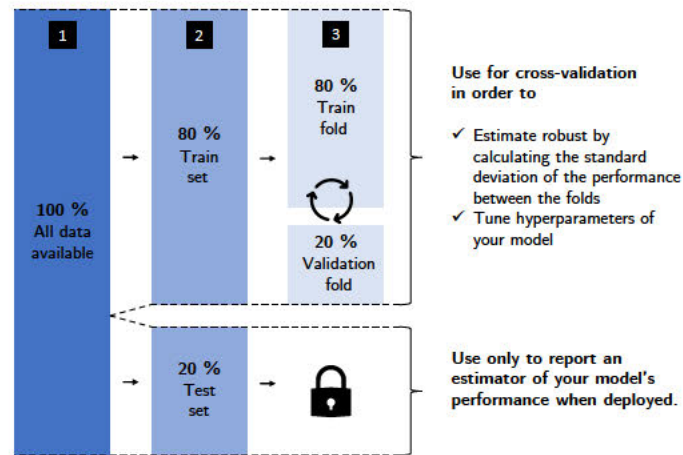 1
100 %
All data
available
2
80 %
Train
set
3
80 %
Train
fold
20 %
Validation
fold
Use for cross-validation
in order to
✓ Estimate robust by
calculating the standard
deviation of the performance
between the folds
✓ Tune hyperparameters of
your model
20 %
Test
set
Use only to report an
estimator of your model's
performance when deployed.